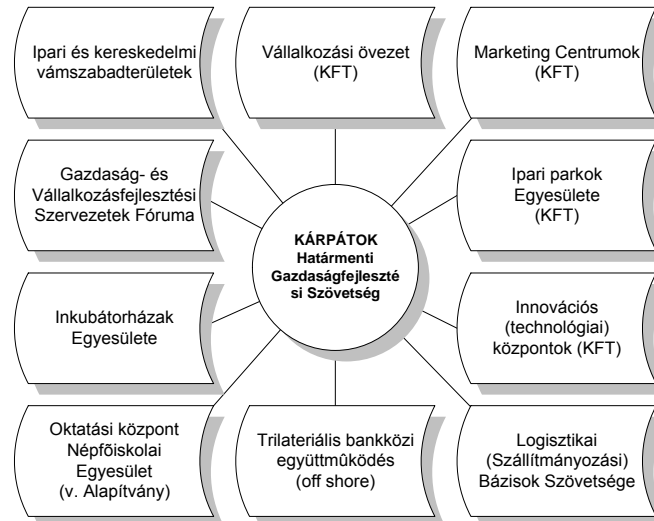 Ipari és kereskedelmi
vámszabadterületek
Vállalkozási övezet
(KFT)
Marketing Centrumok
(KFT)
Gazdaság- és
Vállalkozásfejlesztési
Szervezetek Fóruma
Ipari parkok
Egyesülete
(KFT)
KÁRPÁTOK
Határmenti
Gazdaságfejleszté
si Szövetség
Inkubátorházak
Egyesülete
Innovációs
(technológiai)
központok (KFT)
Oktatási központ
Népfõiskolai
Egyesület
(v. Alapítvány)
Trilateriális bankközi
együttmûködés
(off shore)
Logisztikai
(Szállítmányozási)
Bázisok Szövetsége